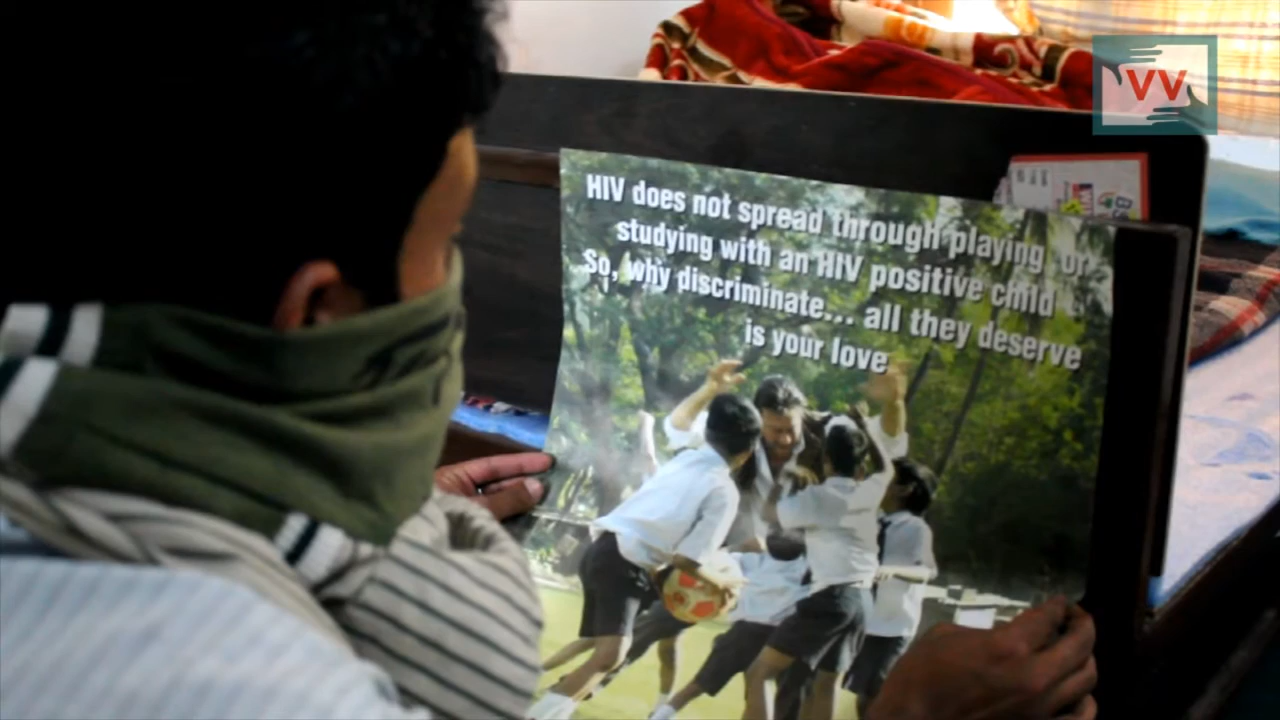 VV
HIV does not spread through playing or
studying with an HIV positive child
So, why discriminate... all they deserve
is your love